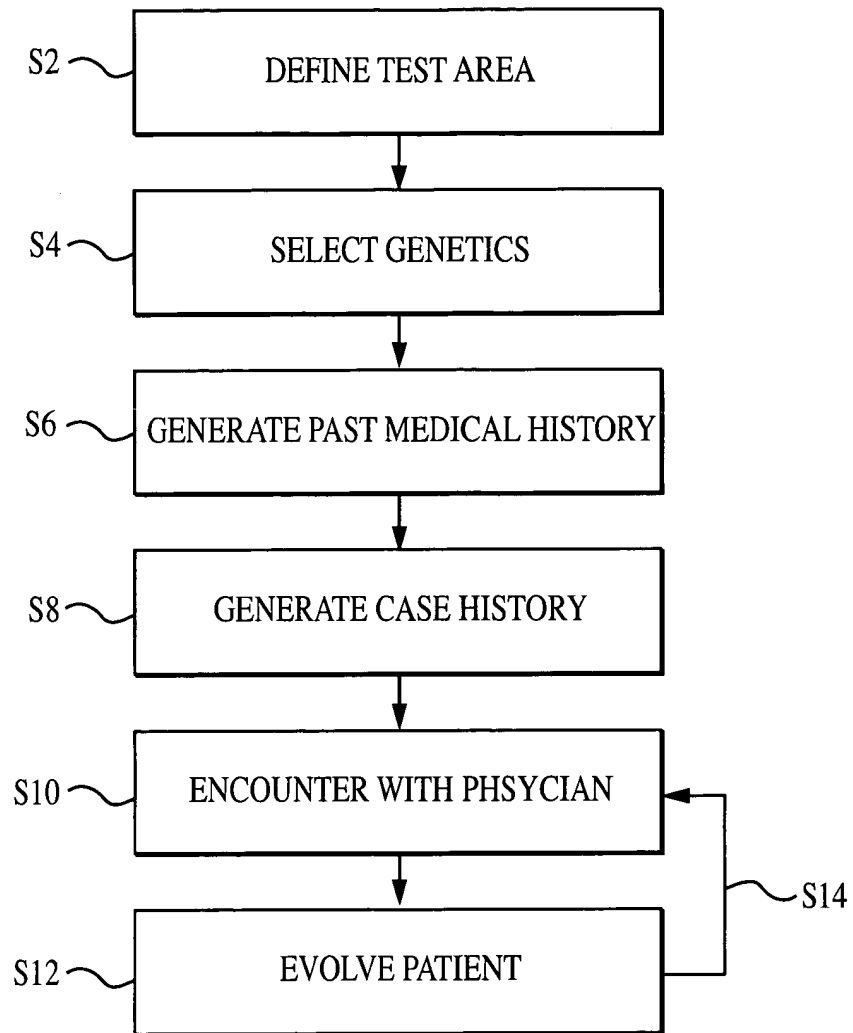 S2 DEFINE TEST AREA
S4 SELECT GENETICS
S6 GENERATE PAST MEDICAL HISTORY
S8 GENERATE CASE HISTORY
S10 ENCOUNTER WITH PHSYCIAN
S14
S12 EVOLVE PATIENT